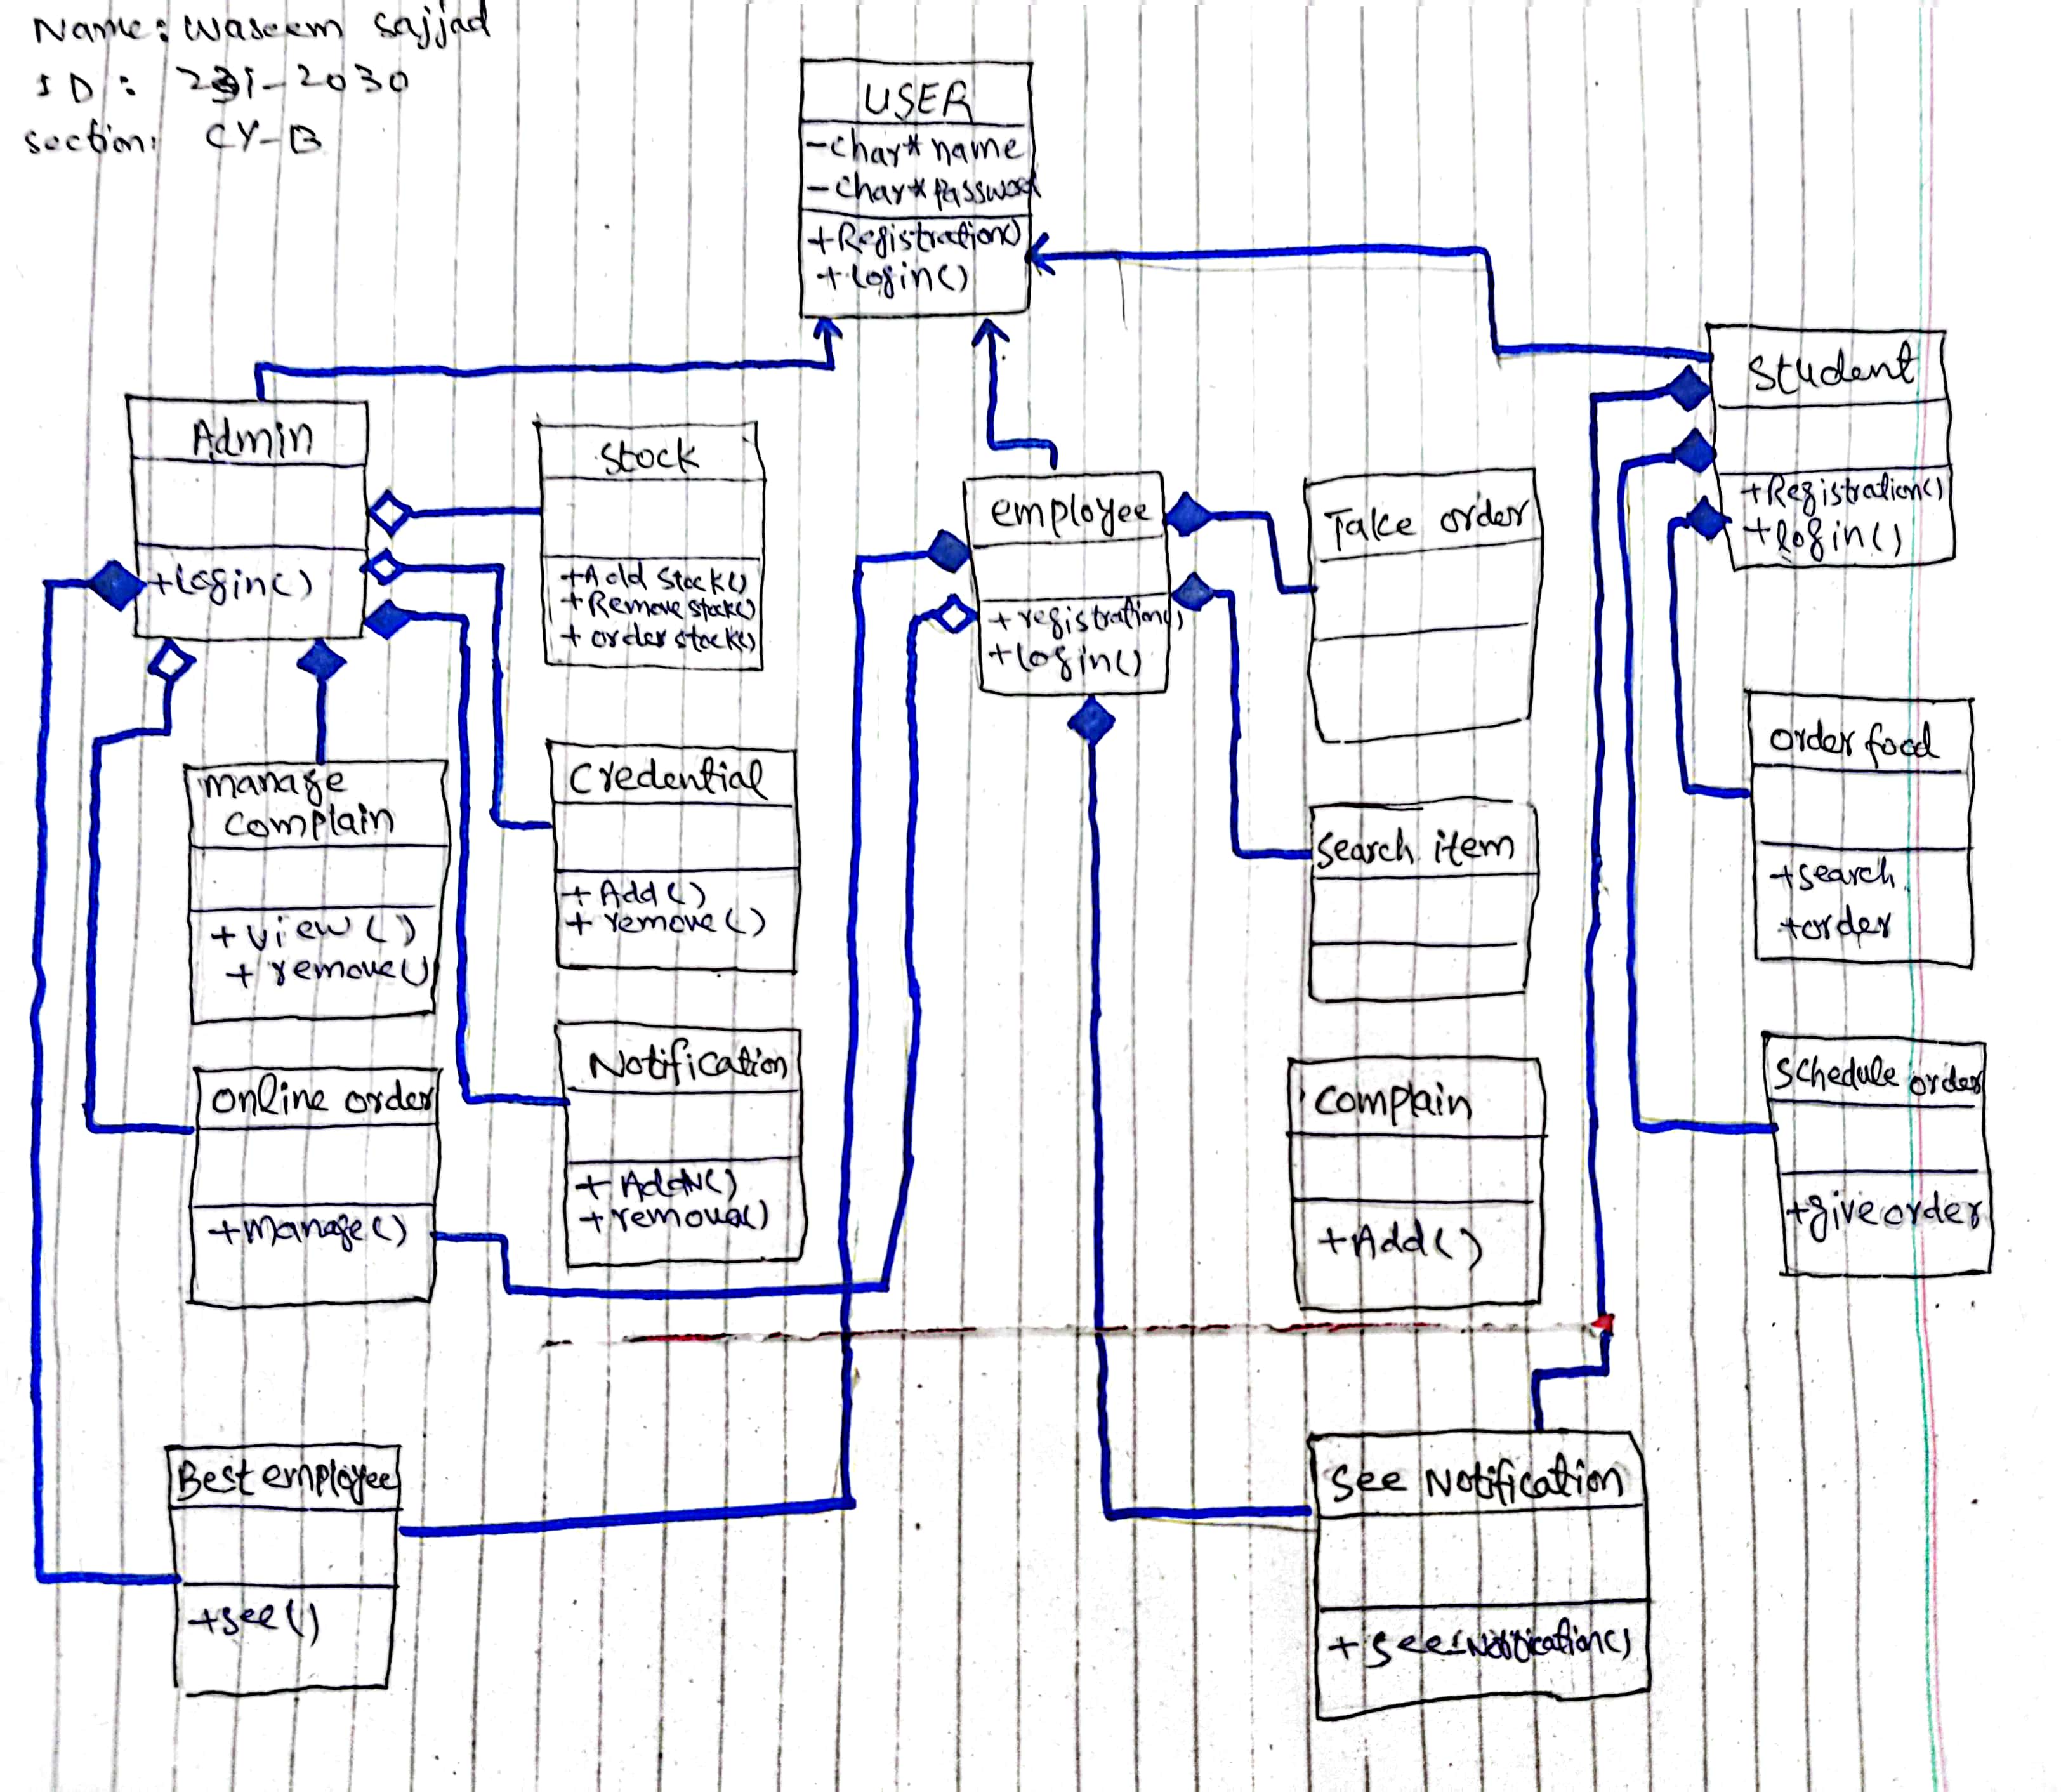 Name: Waseem Sajjad
ID: 23i-2030
section: CY-B
USER
-char* name
-char* password
+Registration()
+login()
Admin
+login()
Stock
+Add stock()
+Remove stock()
+order stock()
employee
+registration()
+login()
Take order
Student
+Registration()
+login()
manage
complain
+view()
+remove()
Credential
+Add()
+remove()
search item
order food
+search
+order
online order
+manage()
Notification
+AddN()
complain
+Add()
schedule order
+give order
Best employee
+see()
See Notification
+see Notification()